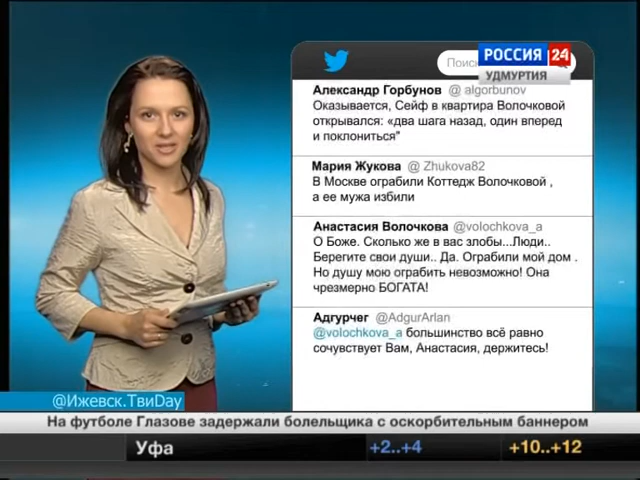 Поиск
РОССИЯ 24
УДМУРТИЯ
Александр Горбунов @ algorbunov
Оказывается, Сейф в квартира Волочковой
открывался: «два шага назад, один вперед
и поклониться"
Мария Жукова @ Zhukova82
В Москве ограбили Коттедж Волочковой ,
а ее мужа избили
Анастасия Волочкова @volochkova_a
О Боже. Сколько же в вас злобы...Люди..
Берегите свои души.. Да. Ограбили мой дом .
Но душу мою ограбить невозможно! Она
чрезмерно БОГАТА!
Адгурчег @AdgurArlan
@volochkova_a большинство всё равно
сочувствует Вам, Анастасия, держитесь!
@Ижевск.ТвиDay
На футболе Глазове задержали болельщика с оскорбительным баннером
Уфа +2..+4 +10..+12